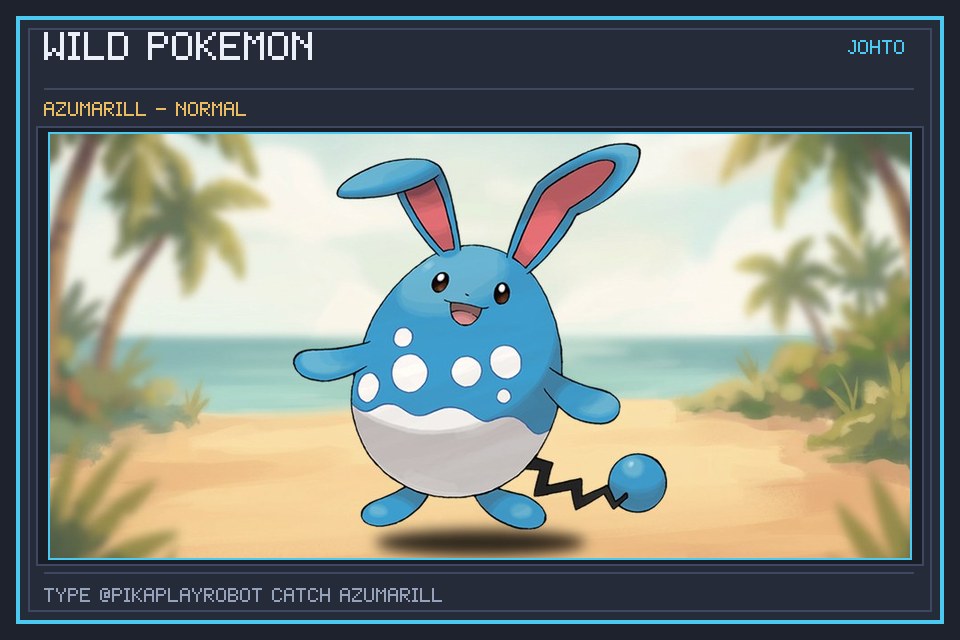 WILD POKEMON
JOHTO
AZUMARILL - NORMAL
TYPE @PIKAPLAYROBOT CATCH AZUMARILL